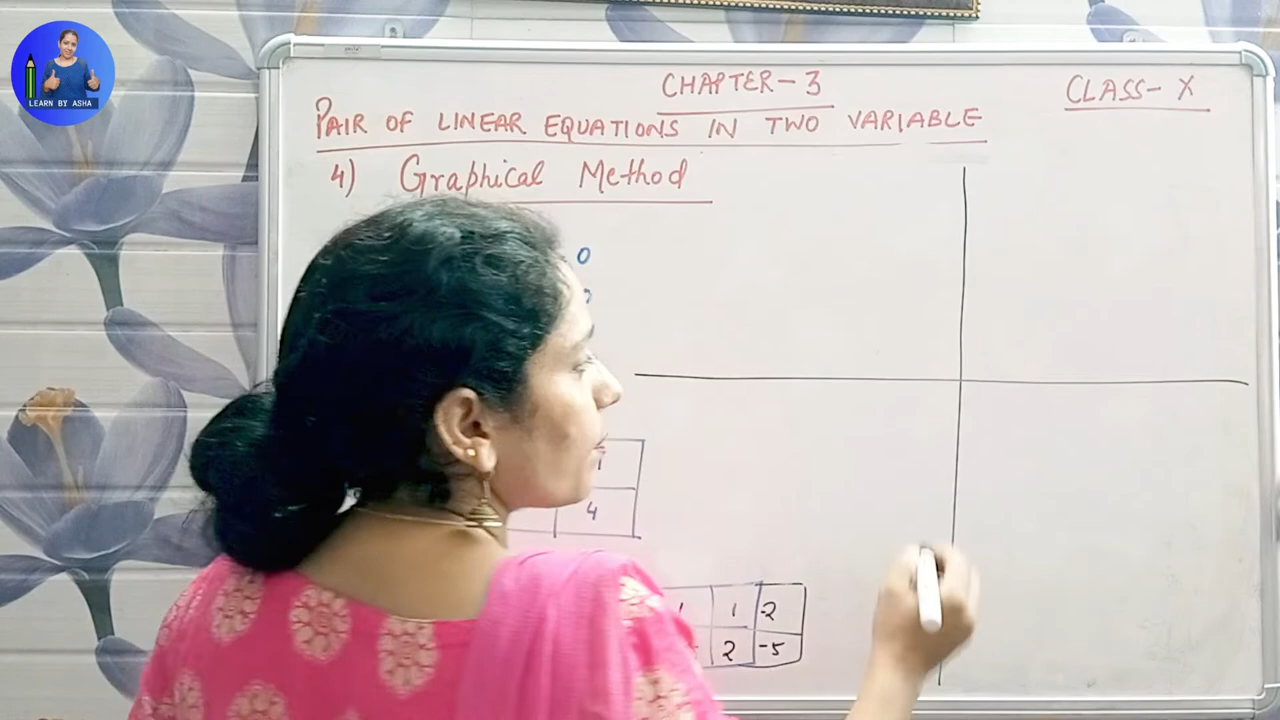 LEARN BY ASHA
CHAPTER-3
CLASS-X
PAIR OF LINEAR EQUATIONS IN TWO VARIABLE
4) Graphical Method
0
4
1 2
2 -5